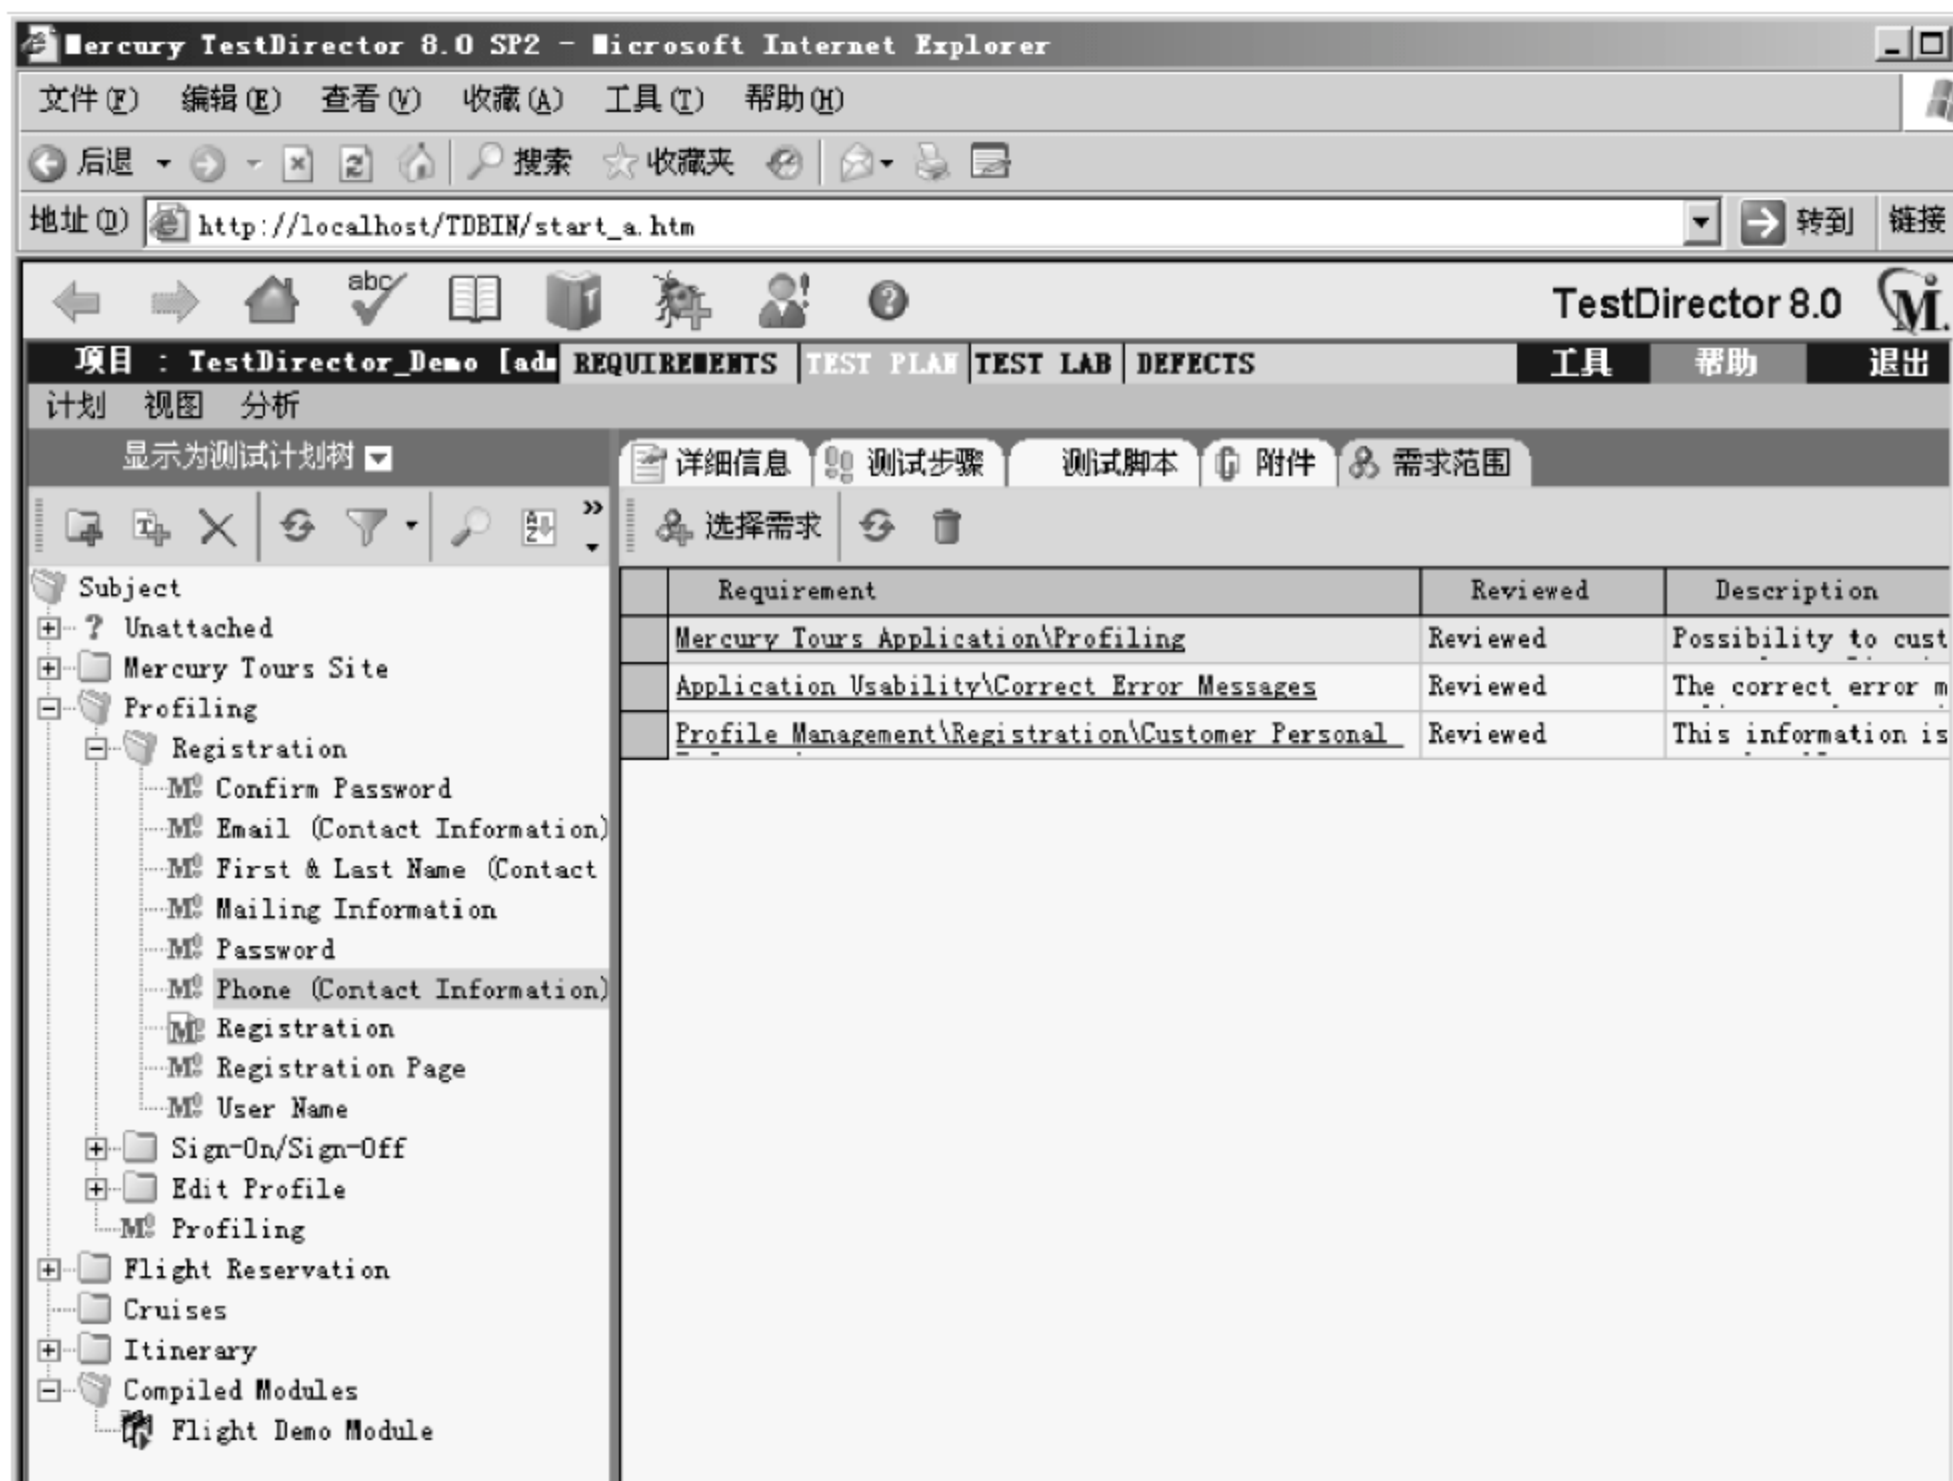 Mercury TestDirector 8.0 SP2 - Microsoft Internet Explorer
文件(F) 编辑(E) 查看(V) 收藏(A) 工具(T) 帮助(H)
后退 搜索 收藏夹
地址(D) http://localhost/TDBIN/start_a.htm 转到 链接
abc TestDirector 8.0 M.
项目 : TestDirector_Demo [adm REQUIREMENTS TEST PLAN TEST LAB DEFECTS 工具 帮助 退出
计划 视图 分析
显示为测试计划树 详细信息 测试步骤 测试脚本 附件 需求范围
» 选择需求
Subject
? Unattached
Mercury Tours Site
Profiling
Registration
Confirm Password
Email (Contact Information)
First & Last Name (Contact
Mailing Information
Password
Phone (Contact Information)
Registration
Registration Page
User Name
Sign-On/Sign-Off
Edit Profile
Profiling
Flight Reservation
Cruises
Itinerary
Compiled Modules
Flight Demo Module
Requirement Reviewed Description
Mercury Tours Application\Profiling Reviewed Possibility to cust
Application Usability\Correct Error Messages Reviewed The correct error m
Profile Management\Registration\Customer Personal Reviewed This information is